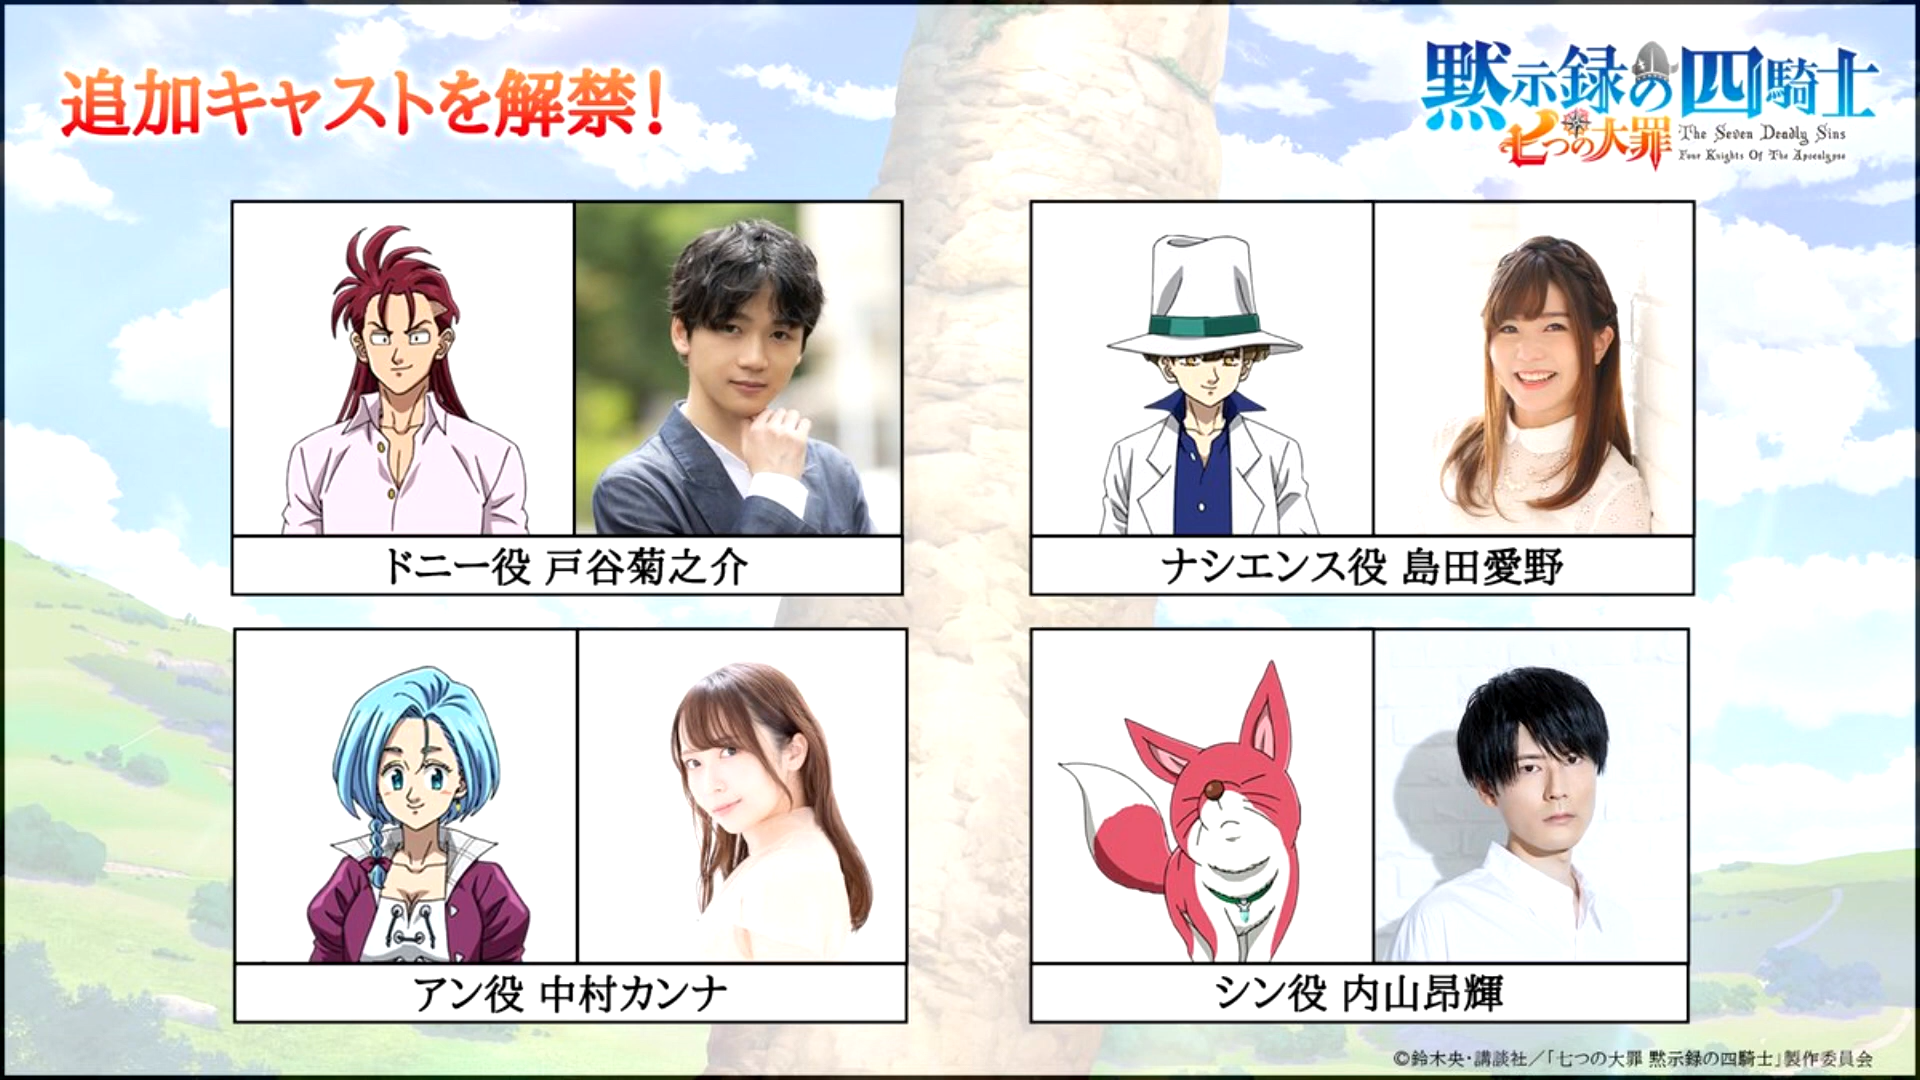 追加キャストを解禁！
黙示録の四騎士
七つの大罪
The Seven Deadly Sins
Four Knights Of The Apocalypse
ドニー役 戸谷菊之介
ナシエンス役 島田愛野
アン役 中村カンナ
シン役 内山昂輝
©鈴木央・講談社／「七つの大罪 黙示録の四騎士」製作委員会